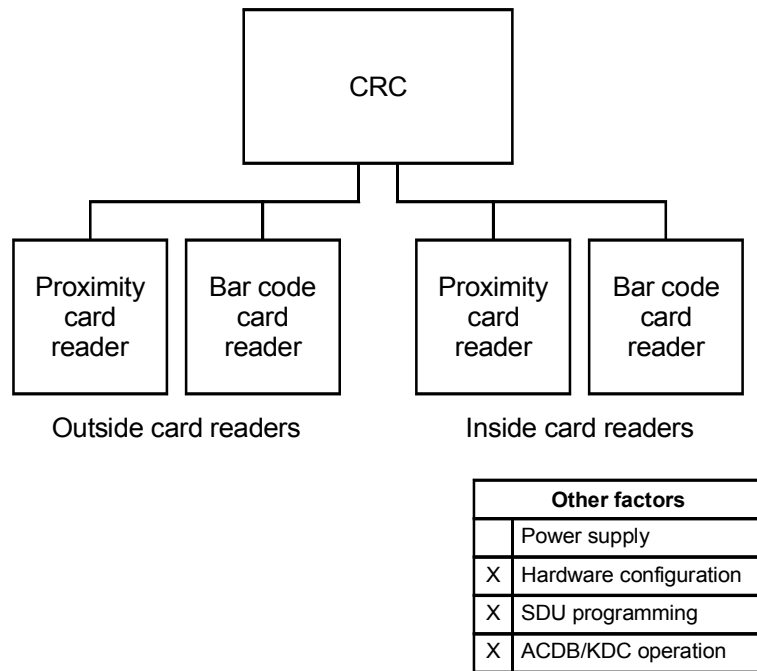 CRC
Proximity
card
reader
Bar code
card
reader
Proximity
card
reader
Bar code
card
reader
Outside card readers
Inside card readers
Other factors
Power supply
X Hardware configuration
X SDU programming
X ACDB/KDC operation